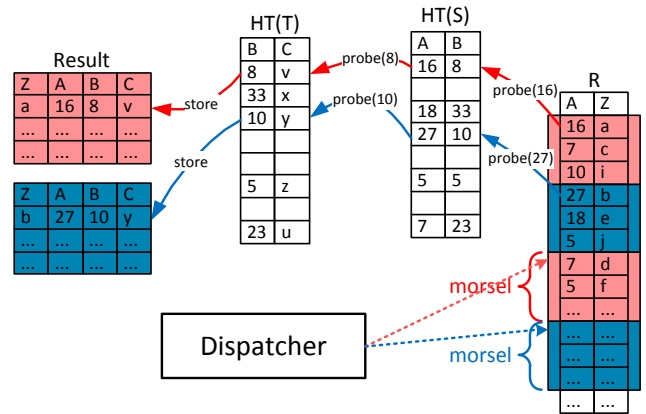 Result
Z A B C
a 16 8 v
... ... ... ...
... ... ... ...
Z A B C
b 27 10 y
... ... ... ...
... ... ... ...
store
store
HT(T)
B C
8 v
33 x
10 y
5 z
23 u
probe(8)
probe(10)
HT(S)
A B
16 8
18 33
27 10
5 5
7 23
probe(16)
probe(27)
R
A Z
16 a
7 c
10 i
27 b
18 e
5 j
7 d
5 f
... ...
... ...
... ...
... ...
... ...
morsel
morsel
Dispatcher